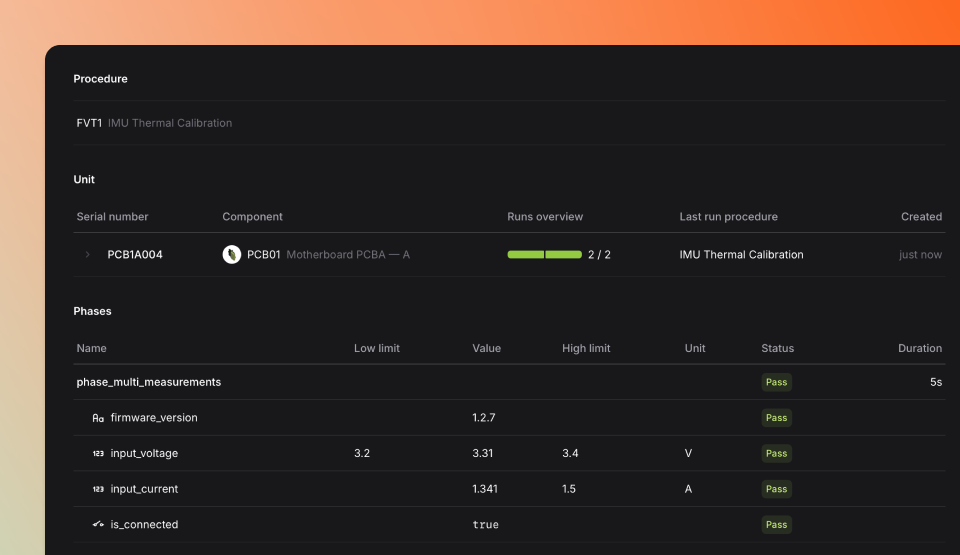 Procedure
FVT1 IMU Thermal Calibration
Unit
Serial number Component Runs overview Last run procedure Created
PCB1A004 PCB01 Motherboard PCBA — A 2 / 2 IMU Thermal Calibration just now
Phases
Name Low limit Value High limit Unit Status Duration
phase_multi_measurements Pass 5s
Aa firmware_version 1.2.7 Pass
123 input_voltage 3.2 3.31 3.4 V Pass
123 input_current 1.341 1.5 A Pass
is_connected true Pass